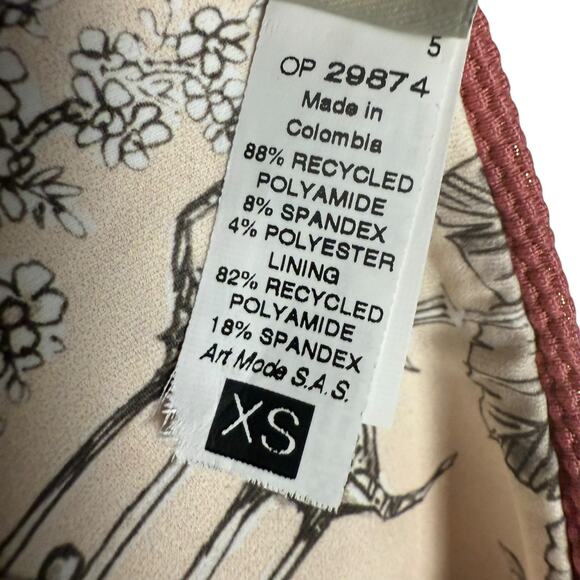 5
OP 29874
Made in
Colombia
88% RECYCLED
POLYAMIDE
8% SPANDEX
4% POLYESTER
LINING
82% RECYCLED
POLYAMIDE
18% SPANDEX
Art Mode S.A.S.
XS